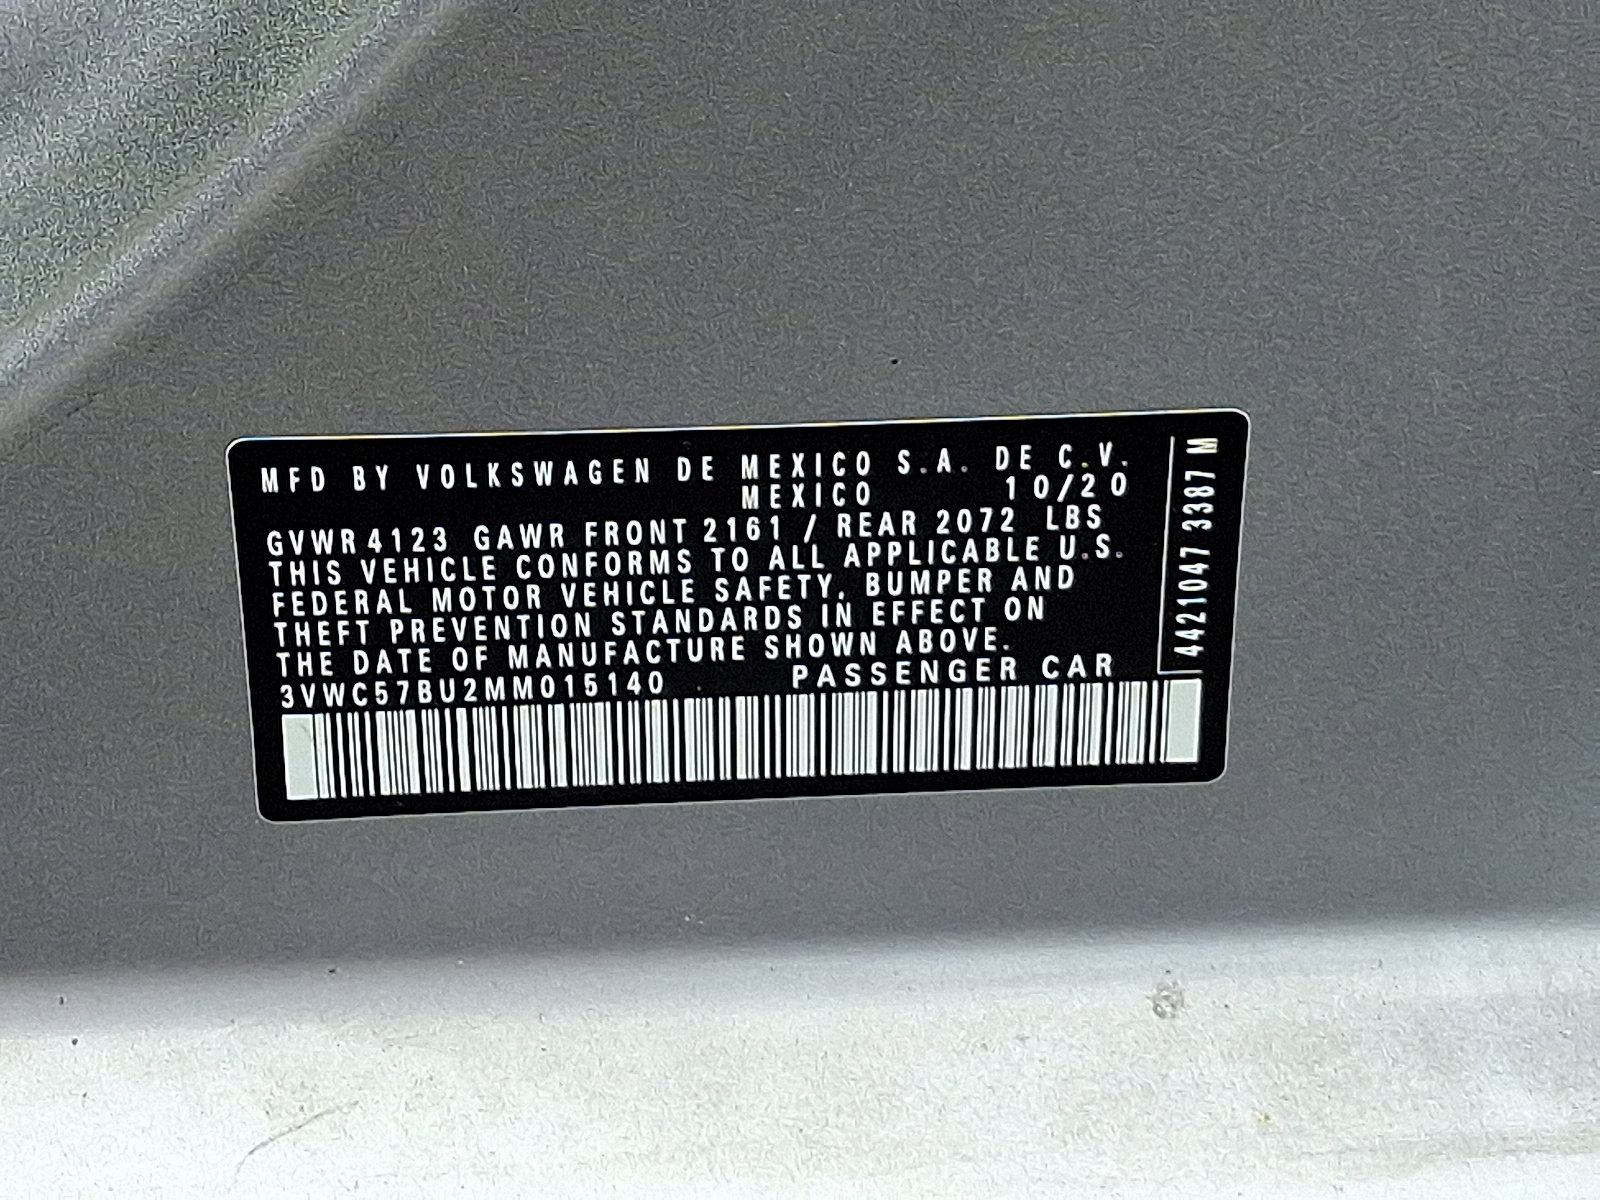 MFD BY VOLKSWAGEN DE MEXICO S.A. DE C.V.
MEXICO 10/20
GVWR 4123 GAWR FRONT 2161 / REAR 2072 LBS
THIS VEHICLE CONFORMS TO ALL APPLICABLE U.S.
FEDERAL MOTOR VEHICLE SAFETY, BUMPER AND
THEFT PREVENTION STANDARDS IN EFFECT ON
THE DATE OF MANUFACTURE SHOWN ABOVE.
3VWC57BU2MM015140 PASSENGER CAR
4421047 3387 M